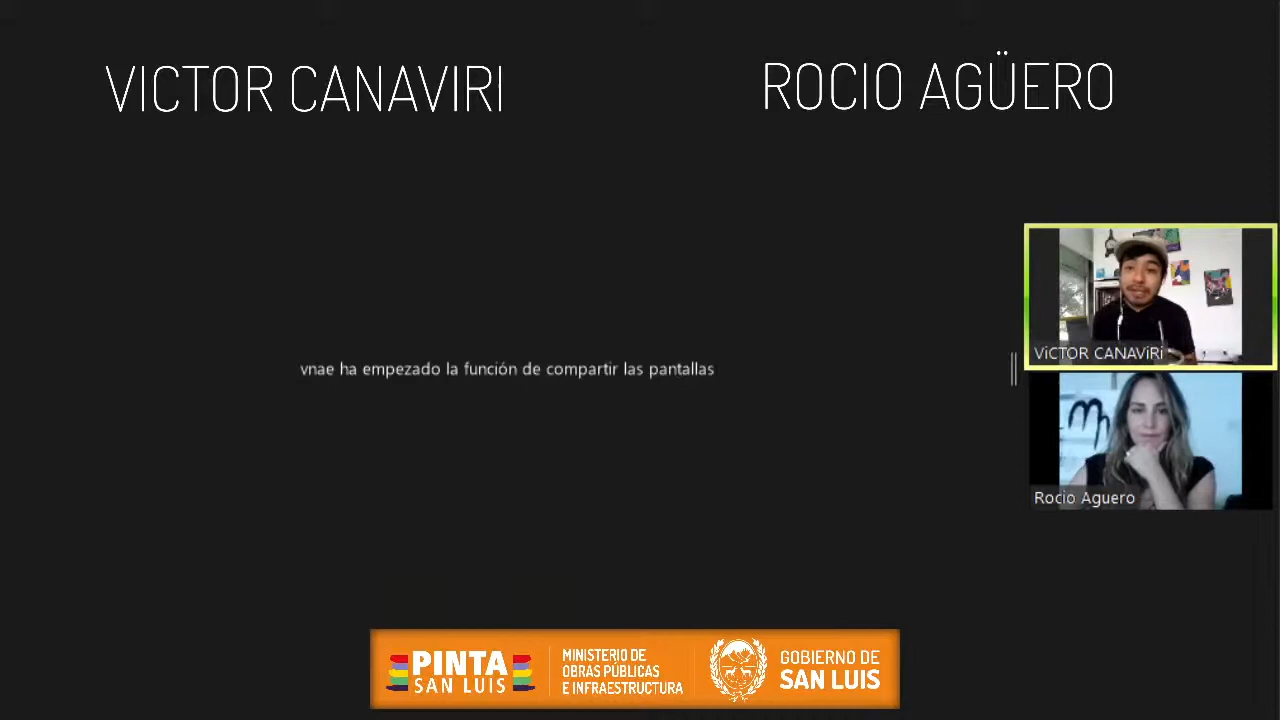 VICTOR CANAVIRI
ROCIO AGÜERO
vnae ha empezado la función de compartir las pantallas
ViCTOR CANAViRi
Rocio Aguero
PINTA
SAN LUIS
MINISTERIO DE
OBRAS PÚBLICAS
E INFRAESTRUCTURA
GOBIERNO DE
SAN LUIS